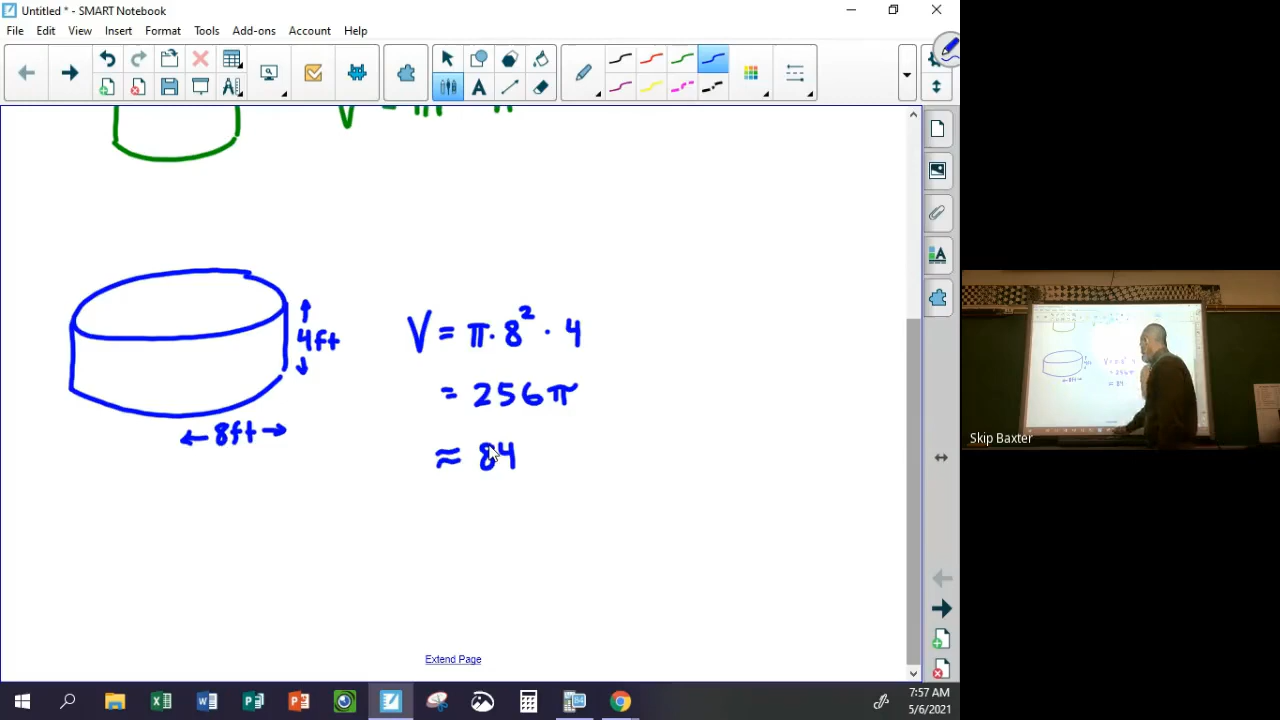 Untitled * - SMART Notebook
File Edit View Insert Format Tools Add-ons Account Help
4ft
8ft
V = π · 8² · 4
= 256π
≈ 84
Extend Page
Skip Baxter
7:57 AM
5/6/2021